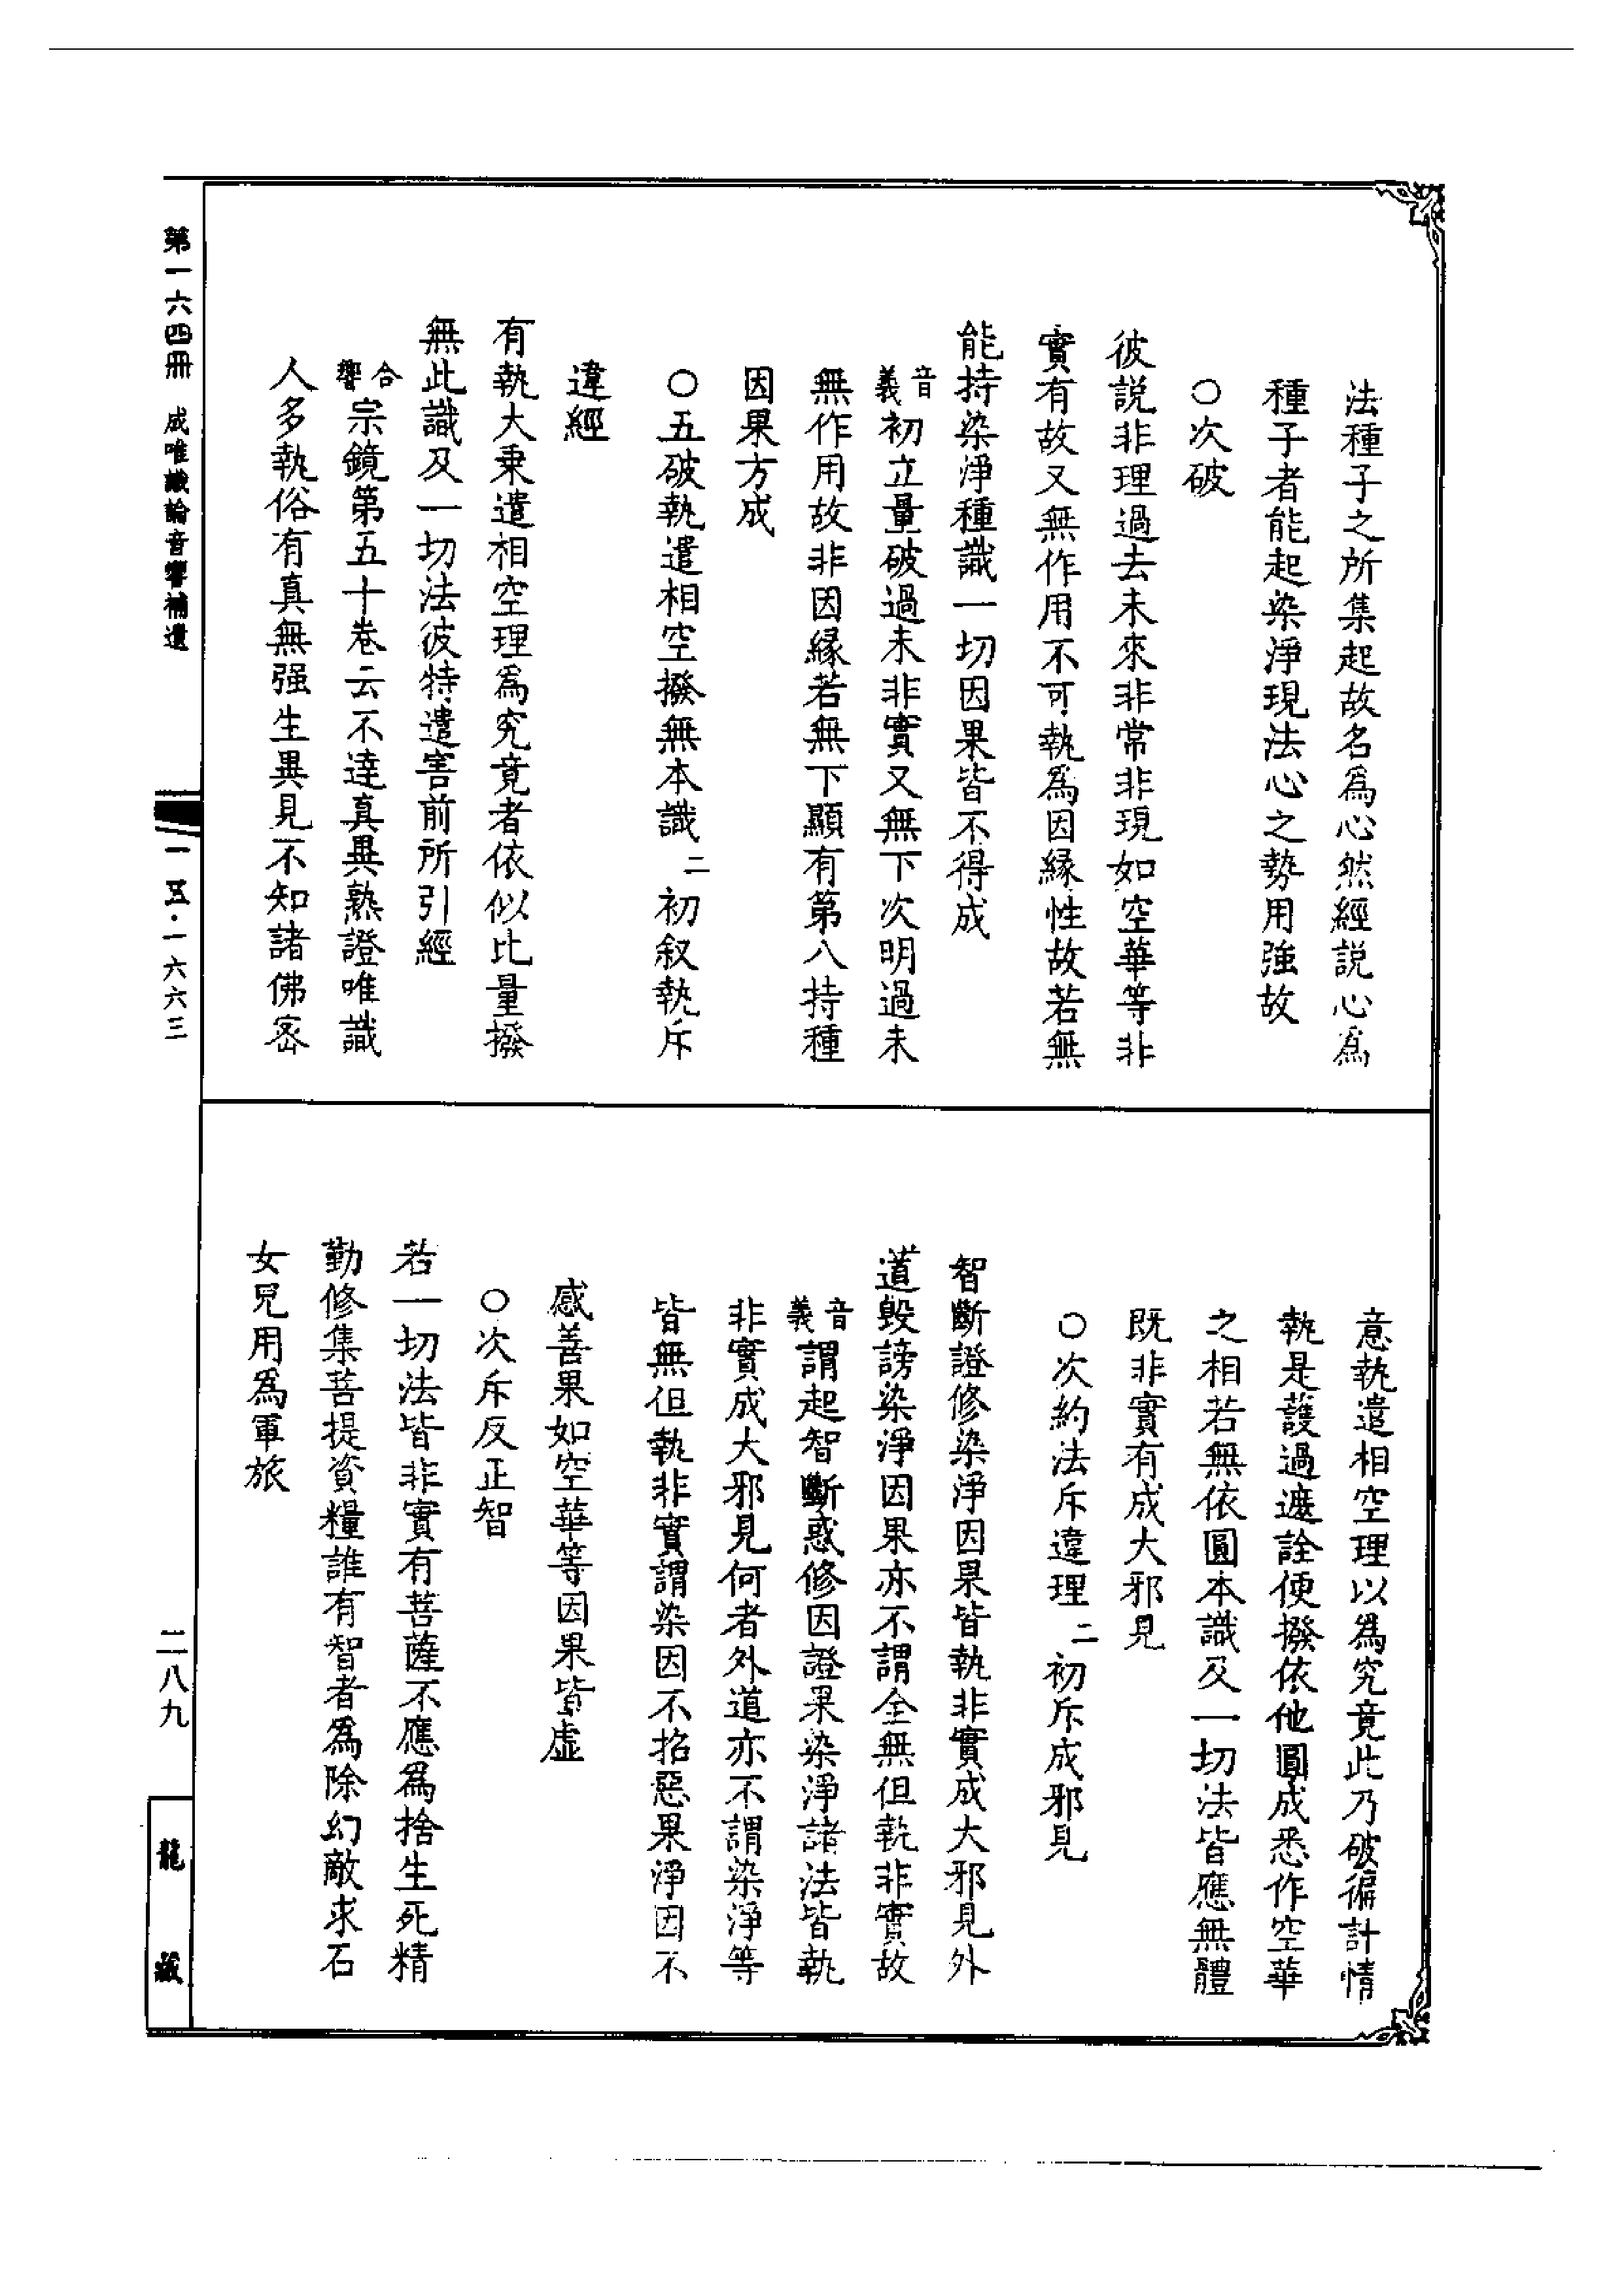 法種子之所集起故名爲心然經説心爲
種子者能起染淨現法心之勢用強故
○次破
彼説非理過去未來非常非現如空華等非
實有故又無作用不可執爲因縁性故若無
能持染淨種識一切因果皆不得成
音義初立量破過未非實又無下次明過未
無作用故非因縁若無下顯有第八持種
因果方成
○五破執遣相空撥無本識二初叙執斥
違經
有執大乗遣相空理爲究竟者依似比量撥
無此識及一切法彼特違害前所引經
合響宗鏡第五十卷云不達真異熟證唯識
人多執俗有真無强生異見不知諸佛宻
意執遣相空理以爲究竟此乃破徧計情
執是護過遮詮便撥依他圓成悉作空華
之相若無依圓本識及一切法皆應無體
既非實有成大邪見
○次約法斥違理二初斥成邪見
智斷證修染淨因果皆執非實成大邪見外
道毀謗染淨因果亦不謂全無但執非實故
音義謂起智斷惑修因證果染淨諸法皆執
非實成大邪見何者外道亦不謂染淨等
皆無但執非實謂染因不招惡果淨因不
感善果如空華等因果皆虛
○次斥反正智
若一切法皆非實有菩薩不應爲捨生死精
勤修集菩提資糧誰有智者爲除幻敵求石
女兒用爲軍旅
第一六四冊 成唯識論音響補遺
一五·一六六三
二八九
龍藏